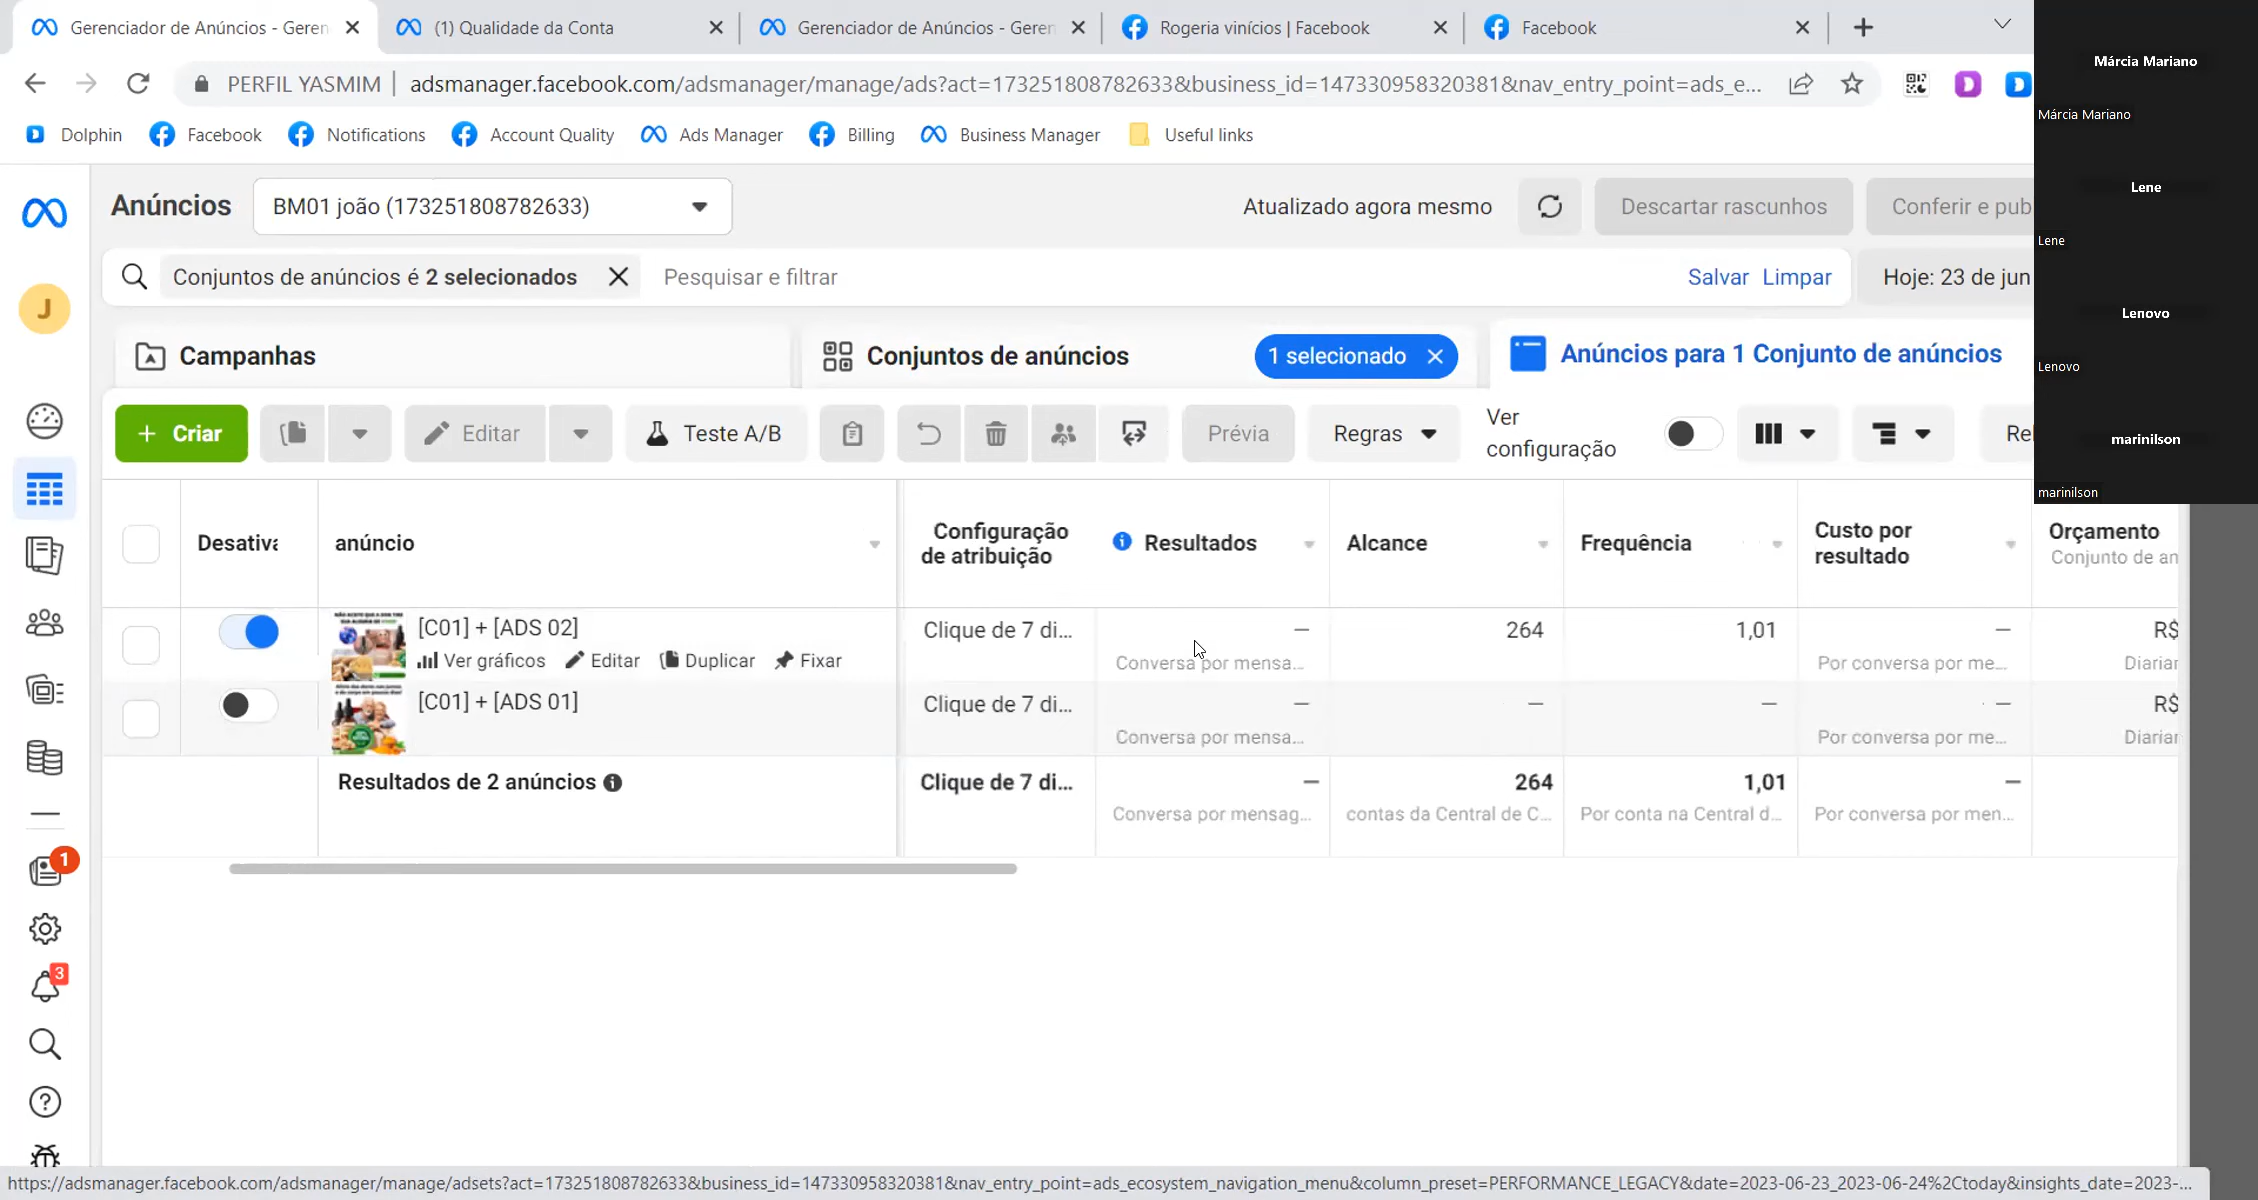 Gerenciador de Anúncios - Geren
(1) Qualidade da Conta
Gerenciador de Anúncios - Geren
Rogeria vinícios | Facebook
Facebook
PERFIL YASMIM
adsmanager.facebook.com/adsmanager/manage/ads?act=173251808782633&business_id=147330958320381&nav_entry_point=ads_e...
Dolphin
Facebook
Notifications
Account Quality
Ads Manager
Billing
Business Manager
Useful links
Márcia Mariano
Márcia Mariano
Lene
Lene
Lenovo
Lenovo
marinilson
marinilson
Anúncios
BM01 joão (173251808782633)
Atualizado agora mesmo
Descartar rascunhos
Conferir e pub
J
Conjuntos de anúncios é 2 selecionados
Pesquisar e filtrar
Salvar
Limpar
Hoje: 23 de jun
Campanhas
Conjuntos de anúncios
1 selecionado
Anúncios para 1 Conjunto de anúncios
+ Criar
Editar
Teste A/B
Prévia
Regras
Ver
configuração
Rel
Desativa
anúncio
Configuração
de atribuição
Resultados
Alcance
Frequência
Custo por
resultado
Orçamento
Conjunto de an
[C01] + [ADS 02]
Ver gráficos
Editar
Duplicar
Fixar
Clique de 7 di...
—
Conversa por mensa...
264
1,01
—
Por conversa por me...
R$
Diarian
[C01] + [ADS 01]
Clique de 7 di...
—
Conversa por mensa...
—
—
—
Por conversa por me...
R$
Diarian
Resultados de 2 anúncios
Clique de 7 di...
—
Conversa por mensag...
264
contas da Central de C...
1,01
Por conta na Central d...
—
Por conversa por men...
1
3
https://adsmanager.facebook.com/adsmanager/manage/adsets?act=173251808782633&business_id=147330958320381&nav_entry_point=ads_ecosystem_navigation_menu&column_preset=PERFORMANCE_LEGACY&date=2023-06-23_2023-06-24%2Ctoday&insights_date=2023-...